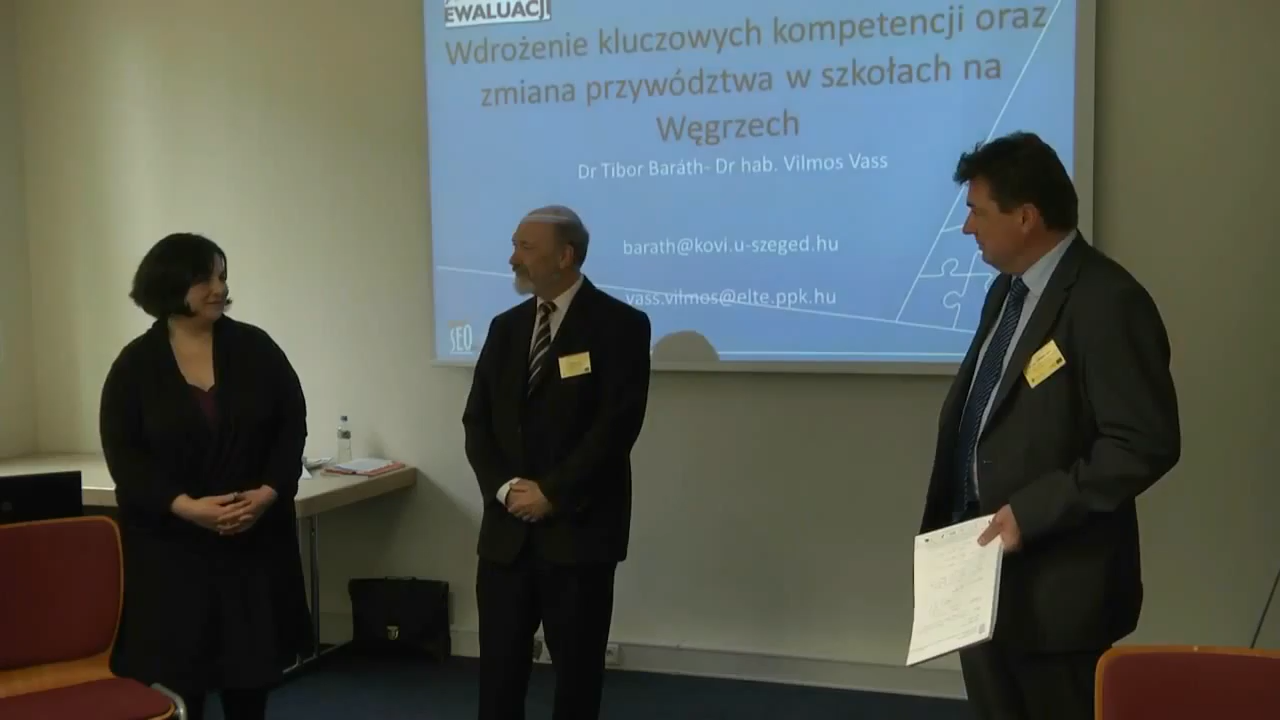 EWALUACJI
Wdrożenie kluczowych kompetencji oraz
zmiana przywództwa w szkołach na
Węgrzech
Dr Tibor Baráth- Dr hab. Vilmos Vass
barath@kovi.u-szeged.hu
vass.vilmos@elte.ppk.hu
SEO